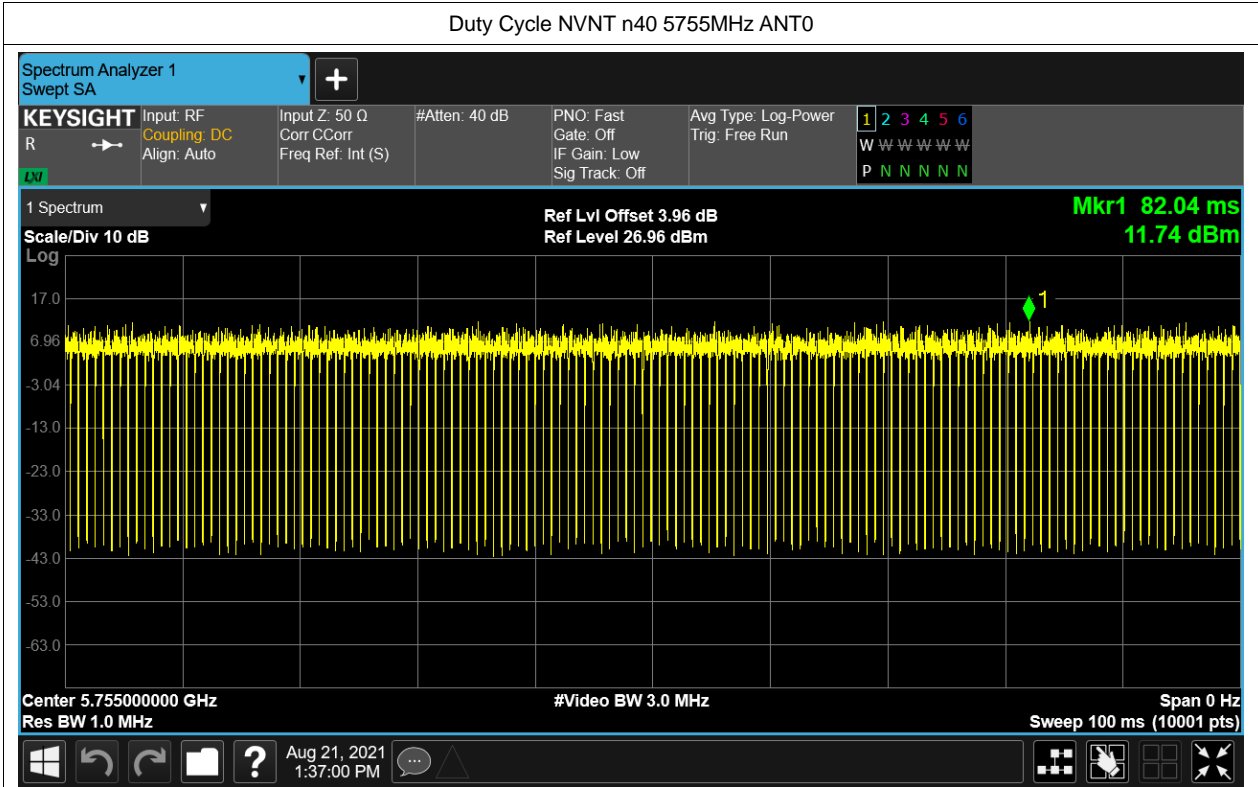 Duty Cycle NVNT n40 5755MHz ANT0
Spectrum Analyzer 1
Swept SA
KEYSIGHT
R
LXI
Input: RF
Coupling: DC
Align: Auto
Input Z: 50 Ω
Corr CCorr
Freq Ref: Int (S)
#Atten: 40 dB
PNO: Fast
Gate: Off
IF Gain: Low
Sig Track: Off
Avg Type: Log-Power
Trig: Free Run
1 2 3 4 5 6
W W W W W W
P N N N N N
1 Spectrum
Scale/Div 10 dB
Ref Lvl Offset 3.96 dB
Ref Level 26.96 dBm
Mkr1 82.04 ms
11.74 dBm
Log
17.0
6.96
-3.04
-13.0
-23.0
-33.0
-43.0
-53.0
-63.0
1
Center 5.755000000 GHz
Res BW 1.0 MHz
#Video BW 3.0 MHz
Span 0 Hz
Sweep 100 ms (10001 pts)
?
Aug 21, 2021
1:37:00 PM